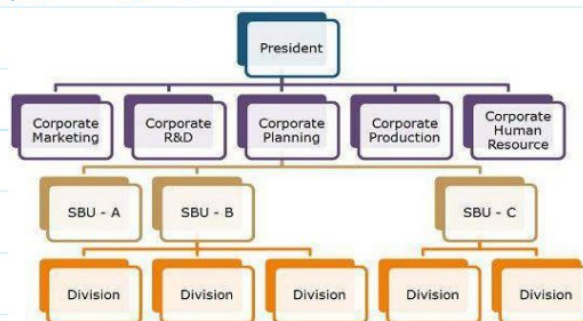 President
Corporate
Marketing
Corporate
R&D
Corporate
Planning
Corporate
Production
Corporate
Human
Resource
SBU - A
SBU - B
SBU - C
Division
Division
Division
Division
Division